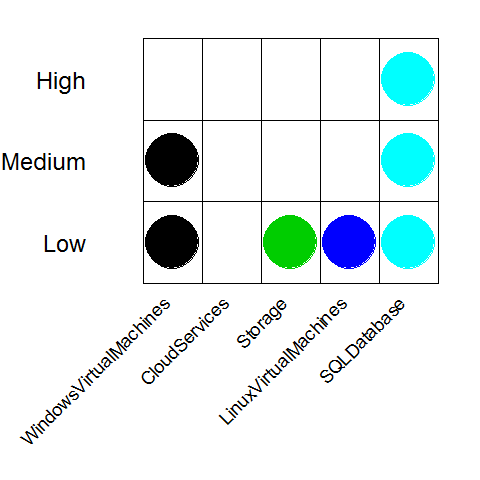 High
Medium
Low
WindowsVirtualMachines
CloudServices
Storage
LinuxVirtualMachines
SQLDatabase